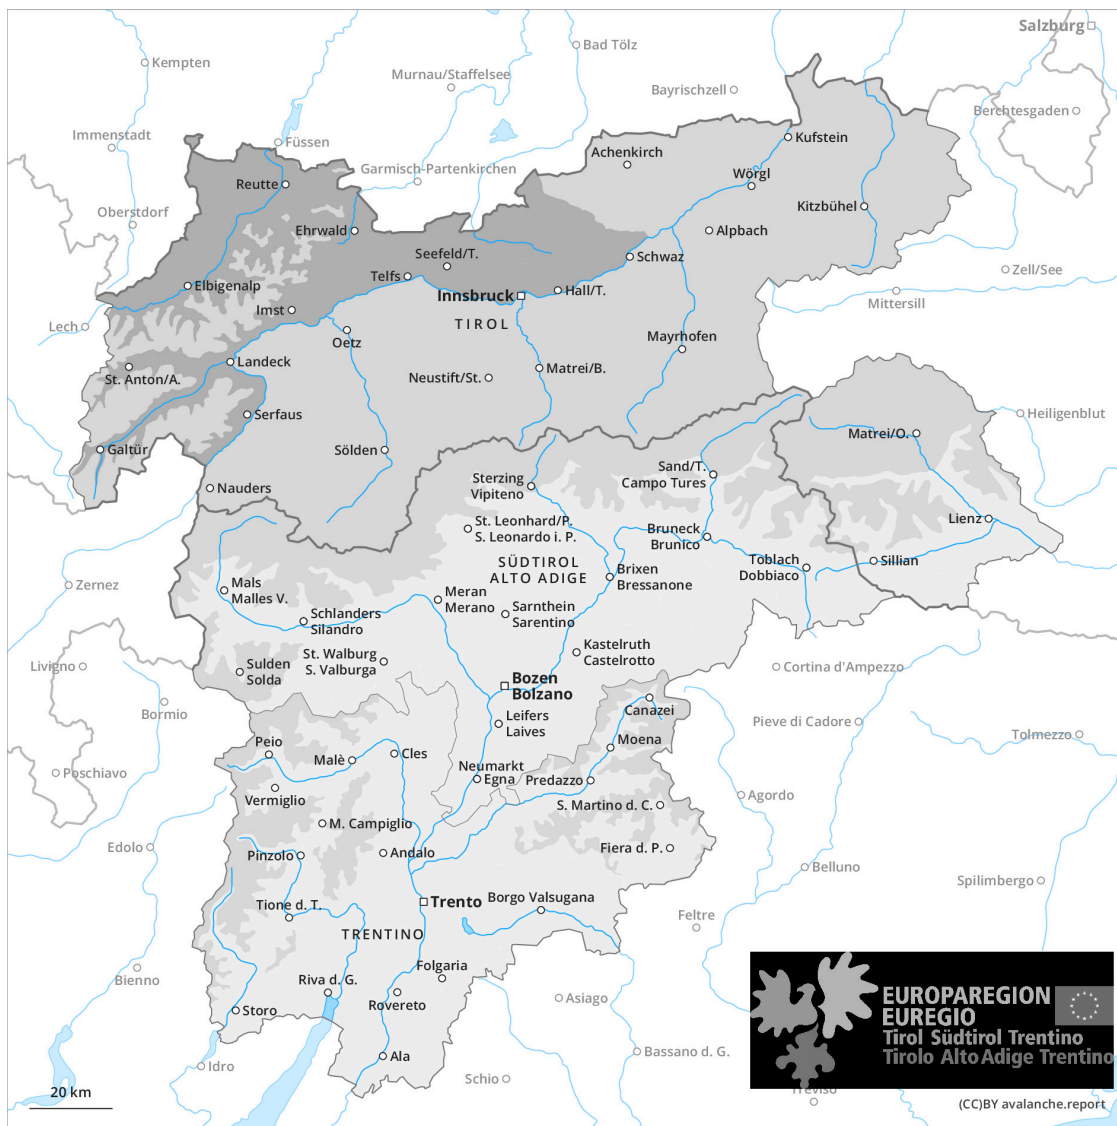 Salzburg
Bad Tölz
Kempten
Murnau/Staffelsee
Bayrischzell
Berchtesgaden
Immenstadt
Füssen
Kufstein
Achenkirch
Garmisch-Partenkirchen
Wörgl
Reutte
Kitzbühel
Oberstdorf
Ehrwald
Alpbach
Seefeld/T.
Schwaz
Telfs
Zell/See
Elbigenalp
Hall/T.
Innsbruck
Mittersill
Imst
TIROL
Lech
Oetz
Mayrhofen
Landeck
Matrei/B.
St. Anton/A.
Neustift/St.
Serfaus
Heiligenblut
Matrei/O.
Galtür
Sölden
Sand/T.
Campo Tures
Sterzing
Vipiteno
Nauders
Lienz
St. Leonhard/P.
S. Leonardo i. P.
Bruneck
Brunico
SÜDTIROL
ALTO ADIGE
Toblach
Dobbiaco
Sillian
Brixen
Bressanone
Zernez
Mals
Malles V.
Meran
Merano
Schlanders
Silandro
Sarnthein
Sarentino
Kastelruth
Castelrotto
St. Walburg
S. Valburga
Livigno
Sulden
Solda
Cortina d'Ampezzo
Bozen
Bolzano
Bormio
Canazei
Leifers
Laives
Pieve di Cadore
Tolmezzo
Peio
Moena
Malè
Cles
Neumarkt
Egna
Poschiavo
Predazzo
Vermiglio
Agordo
S. Martino d. C.
M. Campiglio
Edolo
Pinzolo
Andalo
Fiera d. P.
Belluno
Spilimbergo
Trento
Borgo Valsugana
Tione d. T.
Feltre
TRENTINO
Folgaria
Bienno
Riva d. G.
Rovereto
Asiago
Storo
EUROPAREGION
EUREGIO
Tirol Südtirol Trentino
Tirolo Alto Adige Trentino
Ala
Bassano d. G.
Idro
Schio
20 km
Treviso
(CC)BY avalanche.report